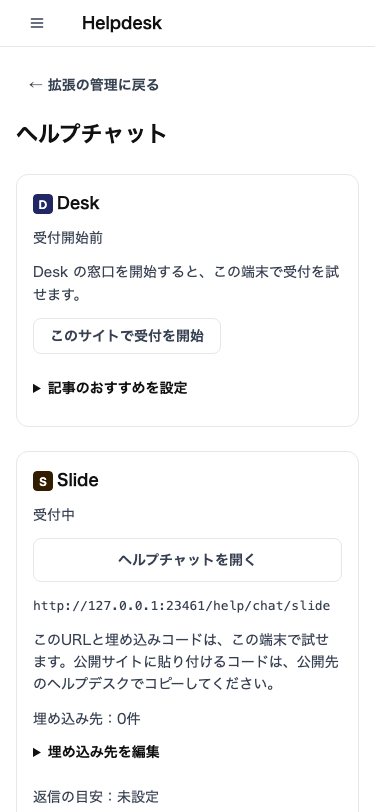 Helpdesk
← 拡張の管理に戻る
ヘルプチャット
D Desk
受付開始前
Desk の窓口を開始すると、この端末で受付を試
せます。
このサイトで受付を開始
▶ 記事のおすすめを設定
S Slide
受付中
ヘルプチャットを開く
http://127.0.0.1:23461/help/chat/slide
このURLと埋め込みコードは、この端末で試せ
ます。公開サイトに貼り付けるコードは、公開先
のヘルプデスクでコピーしてください。
埋め込み先：0件
▶ 埋め込み先を編集
返信の目安：未設定